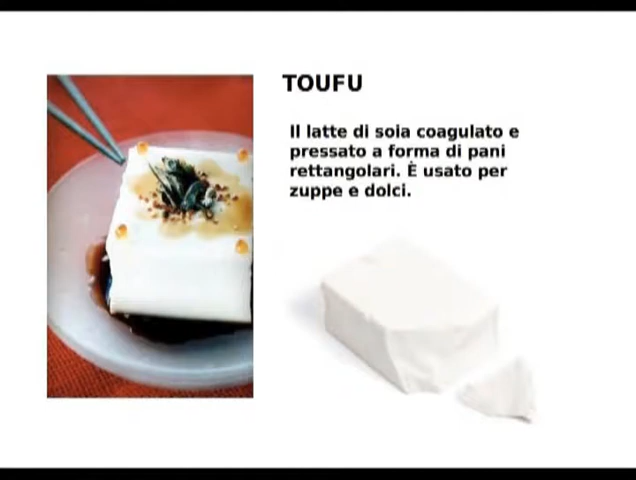 TOUFU
Il latte di soia coagulato e
pressato a forma di pani
rettangolari. È usato per
zuppe e dolci.